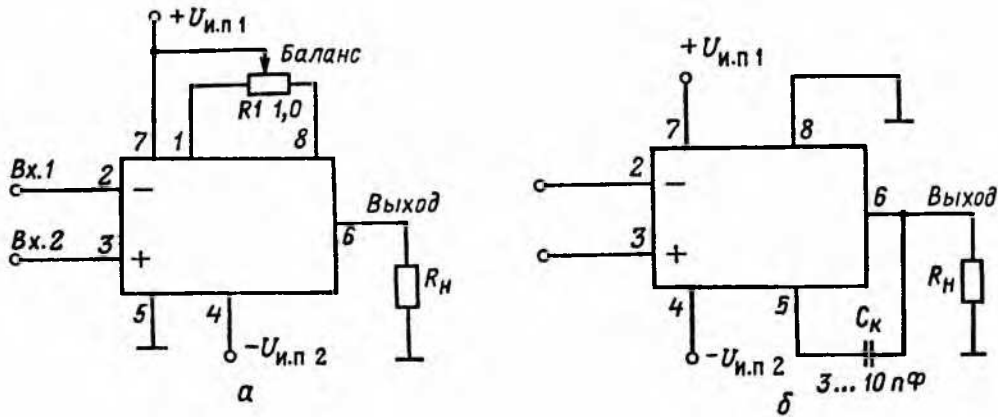 +Uи.п 1
Баланс
R1 1,0
7
1
8
Вх.1
2
−
Вх.2
3
+
Выход
6
Rн
5
4
−Uи.п 2
а
+Uи.п 1
7
8
2
−
3
+
6
Выход
Rн
4
5
Cк
−Uи.п 2
3... 10 пФ
б